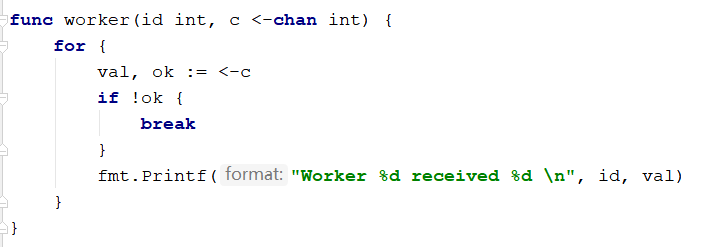 func worker(id int, c <-chan int) {
    for {
        val, ok := <-c
        if !ok {
            break
        }
        fmt.Printf( format: "Worker %d received %d \n", id, val)
    }
}